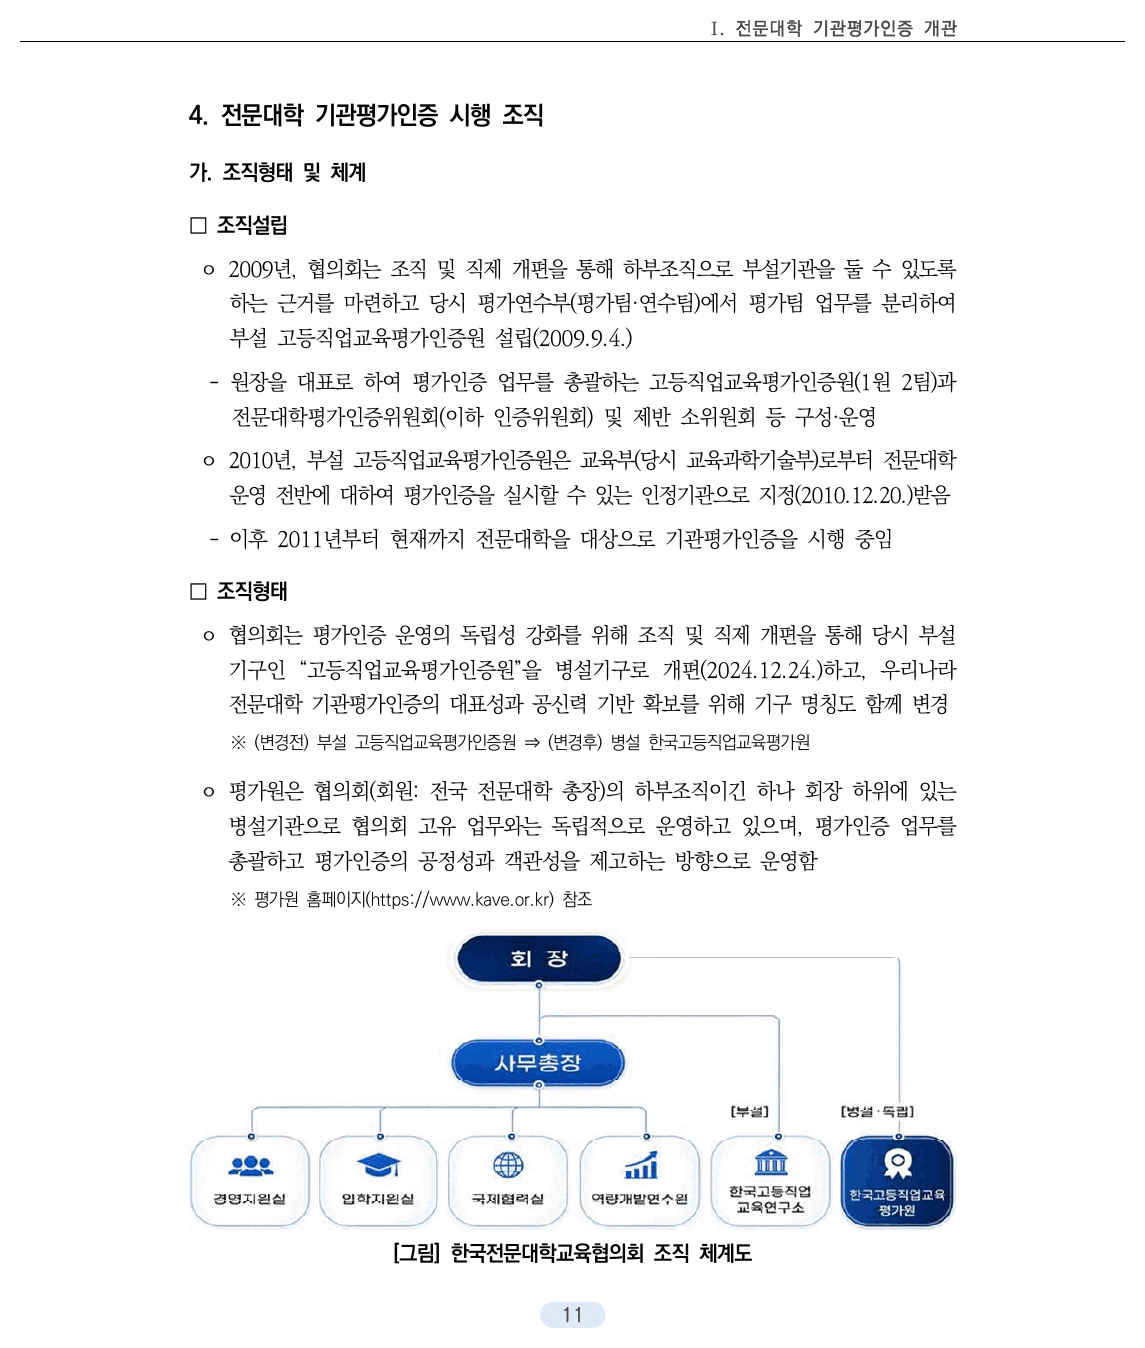 Ⅰ. 전문대학 기관평가인증 개관
4. 전문대학 기관평가인증 시행 조직
가. 조직형태 및 체계
□ 조직설립
ㅇ 2009년, 협의회는 조직 및 직제 개편을 통해 하부조직으로 부설기관을 둘 수 있도록
하는 근거를 마련하고 당시 평가연수부(평가팀·연수팀)에서 평가팀 업무를 분리하여
부설 고등직업교육평가인증원 설립(2009.9.4.)
- 원장을 대표로 하여 평가인증 업무를 총괄하는 고등직업교육평가인증원(1원 2팀)과
전문대학평가인증위원회(이하 인증위원회) 및 제반 소위원회 등 구성·운영
ㅇ 2010년, 부설 고등직업교육평가인증원은 교육부(당시 교육과학기술부)로부터 전문대학
운영 전반에 대하여 평가인증을 실시할 수 있는 인정기관으로 지정(2010.12.20.)받음
- 이후 2011년부터 현재까지 전문대학을 대상으로 기관평가인증을 시행 중임
□ 조직형태
ㅇ 협의회는 평가인증 운영의 독립성 강화를 위해 조직 및 직제 개편을 통해 당시 부설
기구인 “고등직업교육평가인증원”을 병설기구로 개편(2024.12.24.)하고, 우리나라
전문대학 기관평가인증의 대표성과 공신력 기반 확보를 위해 기구 명칭도 함께 변경
※ (변경전) 부설 고등직업교육평가인증원 ⇒ (변경후) 병설 한국고등직업교육평가원
ㅇ 평가원은 협의회(회원: 전국 전문대학 총장)의 하부조직이긴 하나 회장 하위에 있는
병설기관으로 협의회 고유 업무와는 독립적으로 운영하고 있으며, 평가인증 업무를
총괄하고 평가인증의 공정성과 객관성을 제고하는 방향으로 운영함
※ 평가원 홈페이지(https://www.kave.or.kr) 참조
회 장
사무총장
[부설]
[병설·독립]
경영지원실
입학지원실
국제협력실
역량개발연수원
한국고등직업
교육연구소
한국고등직업교육
평가원
[그림] 한국전문대학교육협의회 조직 체계도
11